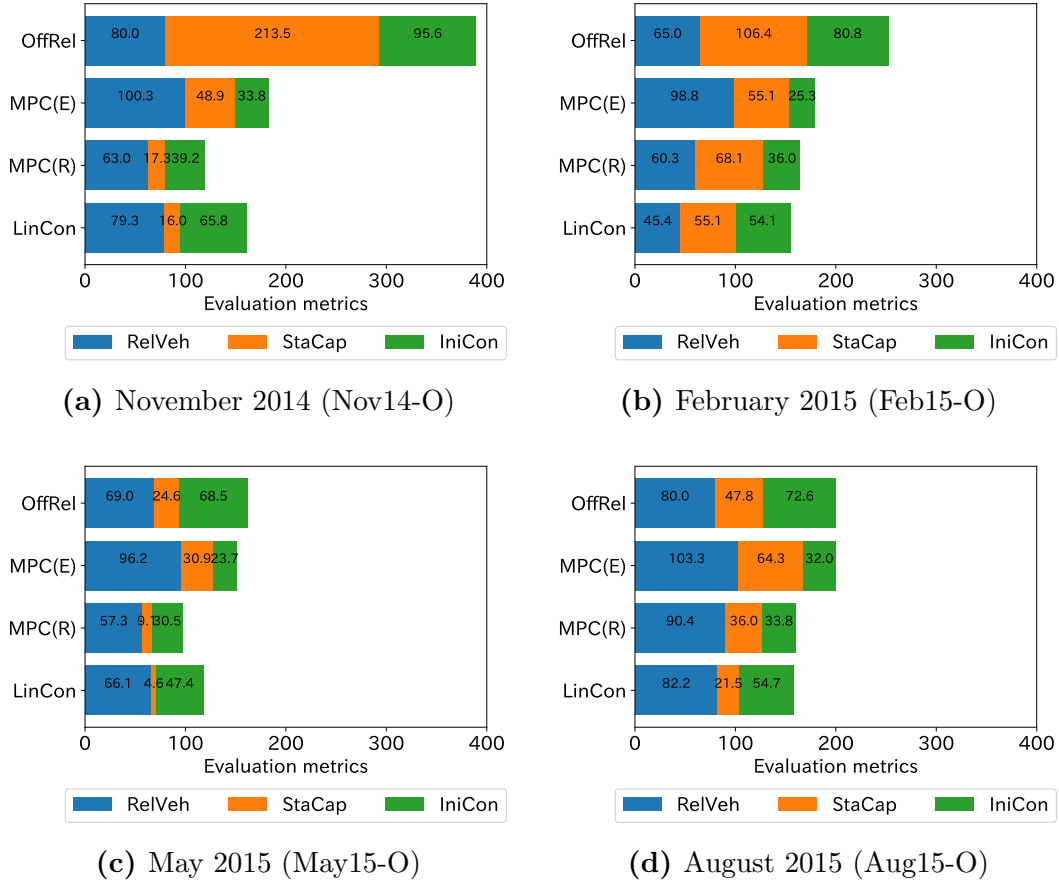 OffRel 80.0 213.5 95.6
MPC(E) 100.3 48.9 33.8
MPC(R) 63.0 17.3 39.2
LinCon 79.3 16.0 65.8
0 100 200 300 400
Evaluation metrics
RelVeh StaCap IniCon
(a) November 2014 (Nov14-O)
OffRel 65.0 106.4 80.8
MPC(E) 98.8 55.1 25.3
MPC(R) 60.3 68.1 36.0
LinCon 45.4 55.1 54.1
0 100 200 300 400
Evaluation metrics
RelVeh StaCap IniCon
(b) February 2015 (Feb15-O)
OffRel 69.0 24.6 68.5
MPC(E) 96.2 30.9 23.7
MPC(R) 57.3 9.1 30.5
LinCon 66.1 4.6 47.4
0 100 200 300 400
Evaluation metrics
RelVeh StaCap IniCon
(c) May 2015 (May15-O)
OffRel 80.0 47.8 72.6
MPC(E) 103.3 64.3 32.0
MPC(R) 90.4 36.0 33.8
LinCon 82.2 21.5 54.7
0 100 200 300 400
Evaluation metrics
RelVeh StaCap IniCon
(d) August 2015 (Aug15-O)